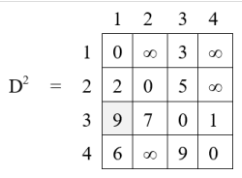 1 2 3 4
1 0 ∞ 3 ∞
D² = 2 2 0 5 ∞
3 9 7 0 1
4 6 ∞ 9 0